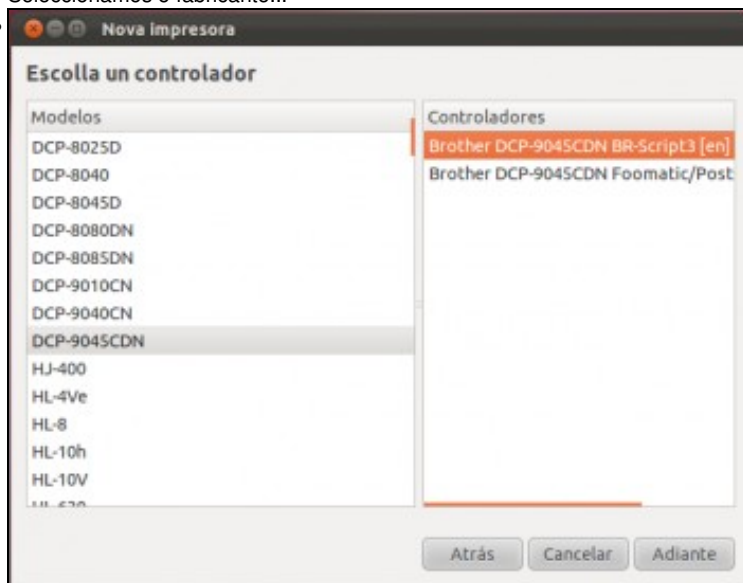 Seleccionamos o fabricante...
Nova impresora
Escolla un controlador
Modelos
DCP-8025D
DCP-8040
DCP-8045D
DCP-8080DN
DCP-8085DN
DCP-9010CN
DCP-9040CN
DCP-9045CDN
HJ-400
HL-4Ve
HL-8
HL-10h
HL-10V
HL-630
Controladores
Brother DCP-9045CDN BR-Script3 [en]
Brother DCP-9045CDN Foomatic/Post
Atrás
Cancelar
Adiante